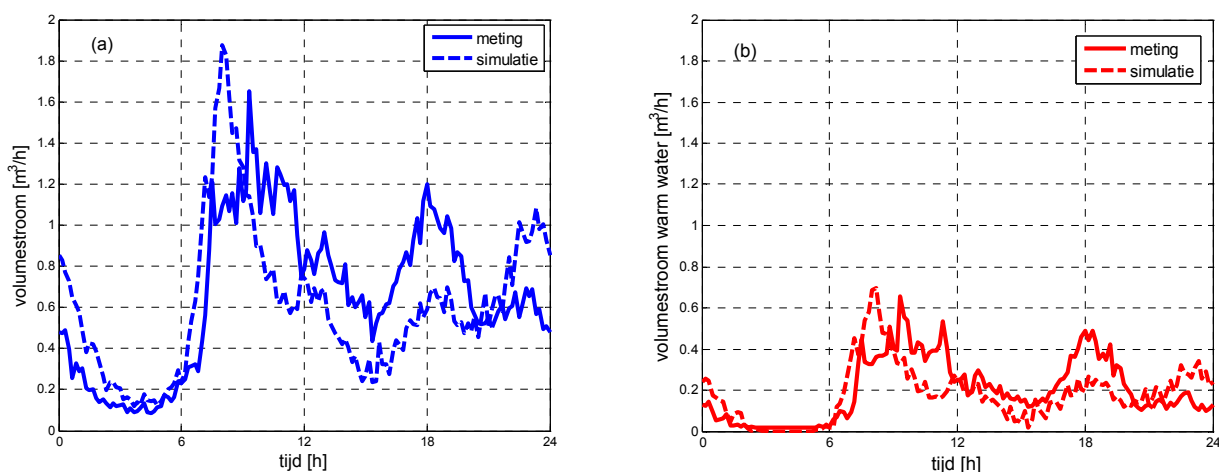 (a)
meting
simulatie
volumestroom [m³/h]
2
1.8
1.6
1.4
1.2
1
0.8
0.6
0.4
0.2
0
0 6 12 18 24
tijd [h]
(b)
meting
simulatie
volumestroom warm water [m³/h]
2
1.8
1.6
1.4
1.2
1
0.8
0.6
0.4
0.2
0
0 6 12 18 24
tijd [h]